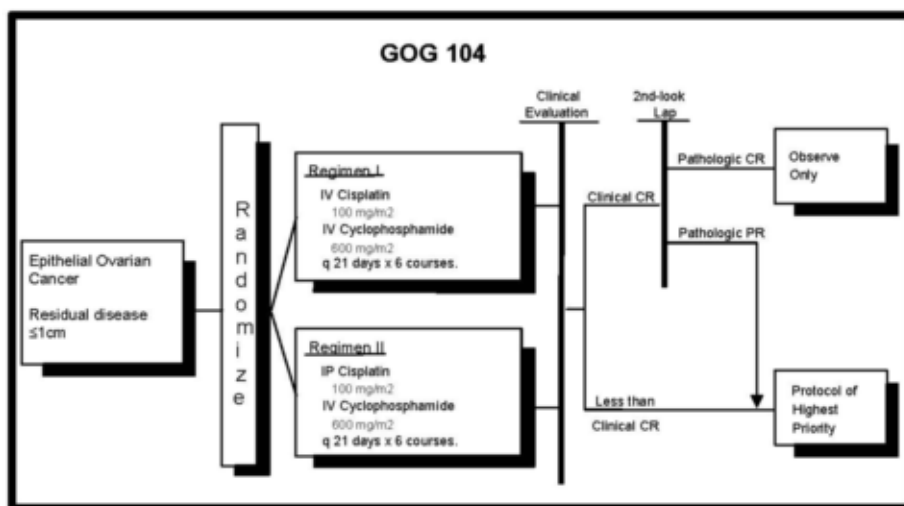 GOG 104
Epithelial Ovarian
Cancer
Residual disease
≤1cm
Randomize
Regimen I
IV Cisplatin
100 mg/m2
IV Cyclophosphamide
600 mg/m2
q 21 days x 6 courses.
Regimen II
IP Cisplatin
100 mg/m2
IV Cyclophosphamide
600 mg/m2
q 21 days x 6 courses.
Clinical
Evaluation
2nd-look
Lap
Clinical CR
Pathologic CR
Pathologic PR
Less than
Clinical CR
Observe
Only
Protocol of
Highest
Priority